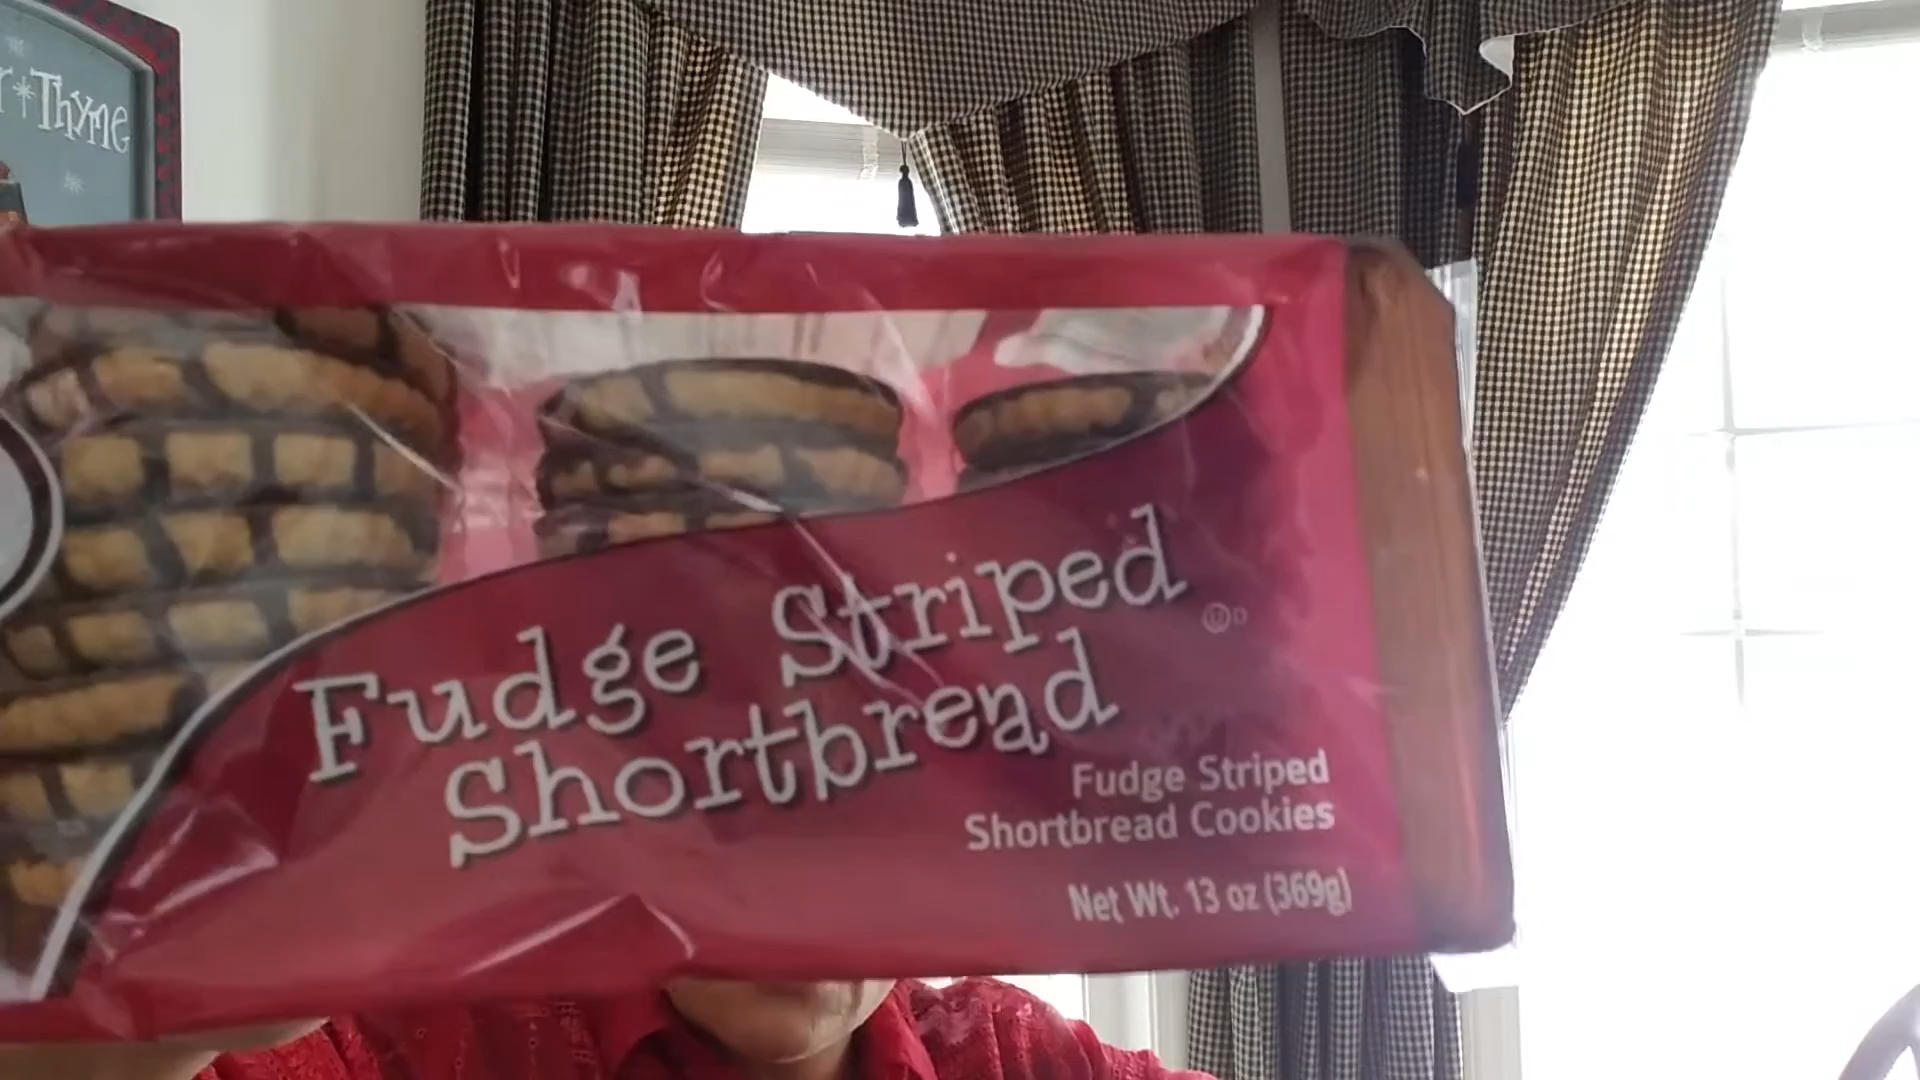 Thyme
Fudge Striped
Shortbread
Ⓤ D
Fudge Striped
Shortbread Cookies
Net Wt. 13 oz (369g)